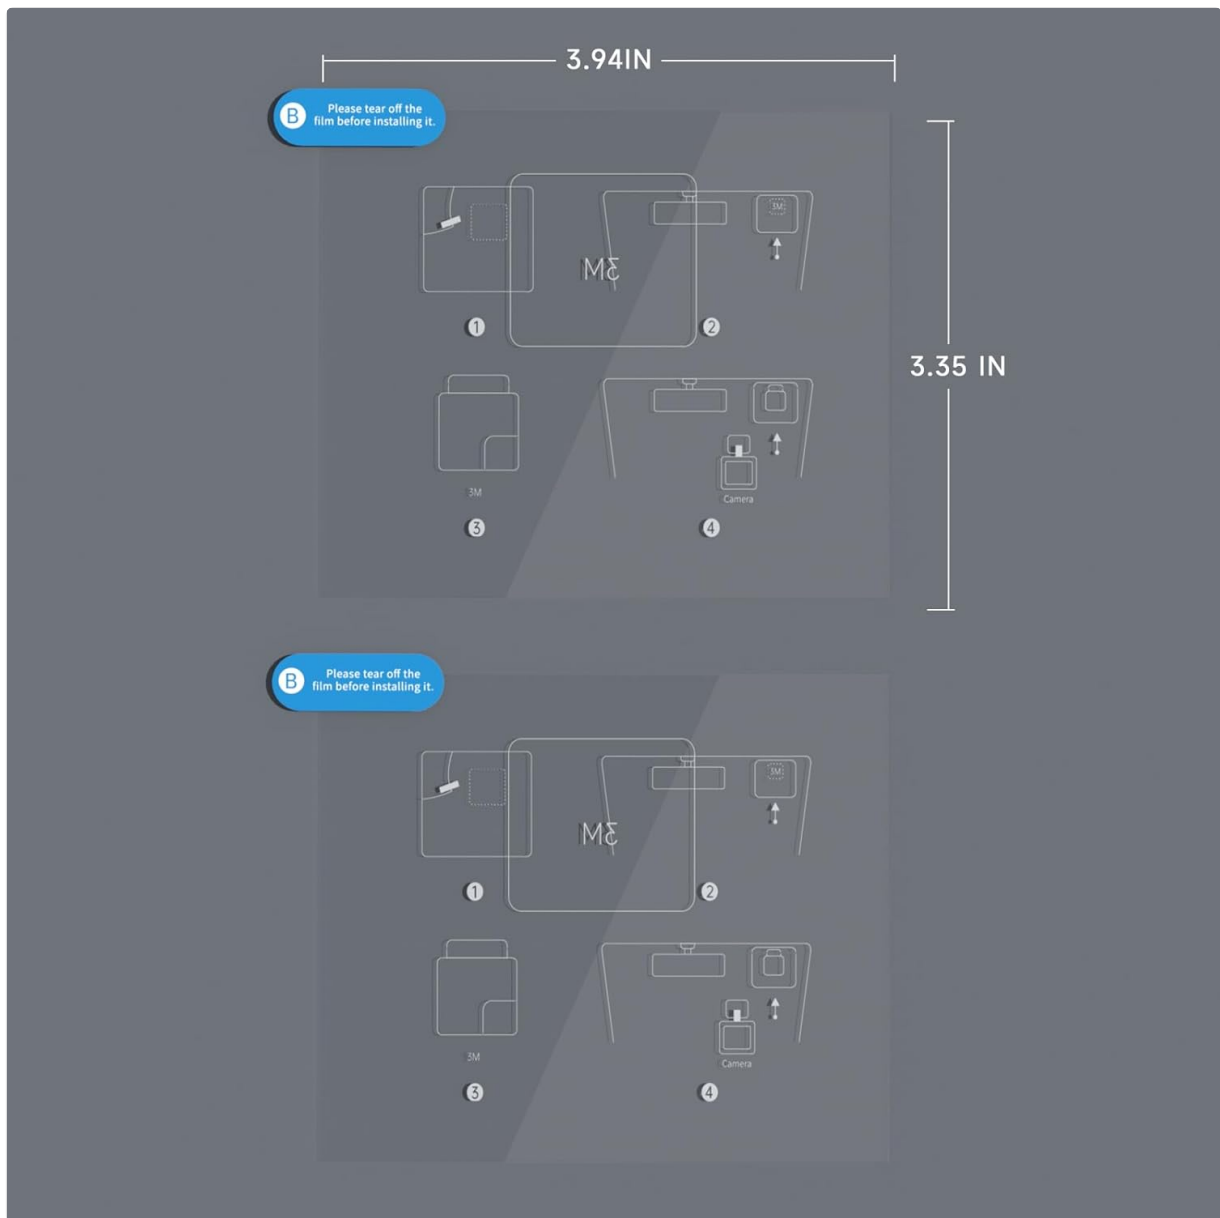 3.94IN
B
Please tear off the
film before installing it.
3M
3M
1
2
3.35 IN
3M
Camera
3
4
B
Please tear off the
film before installing it.
3M
3M
1
2
3M
Camera
3
4